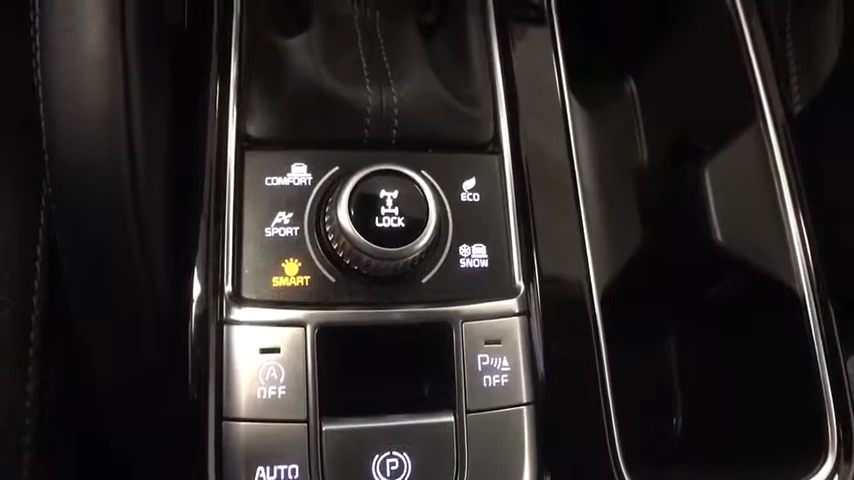 COMFORT
SPORT
SMART
LOCK
ECO
SNOW
A
OFF
P
OFF
AUTO
P